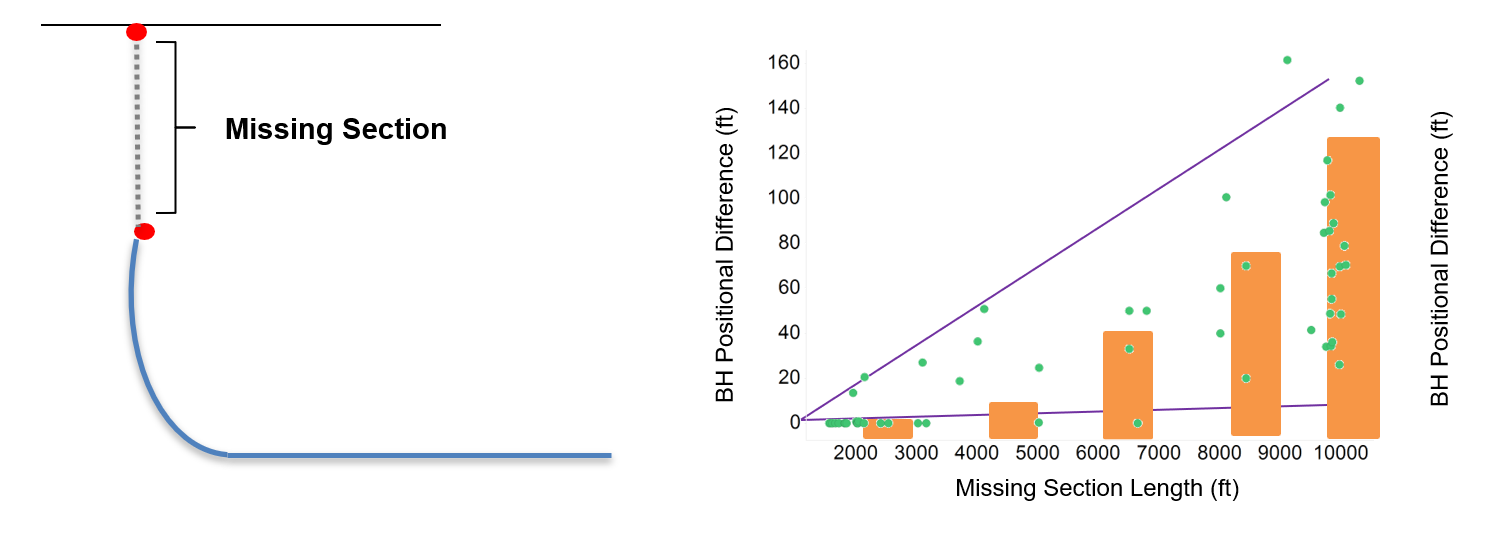 Missing Section
BH Positional Difference (ft)
160
140
120
100
80
60
40
20
0
2000 3000 4000 5000 6000 7000 8000 9000 10000
Missing Section Length (ft)
BH Positional Difference (ft)